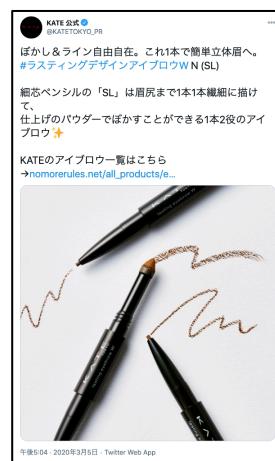 KATE 公式
@KATETOKYO_PR
ぼかし＆ライン自由自在。これ1本で簡単立体眉へ。
#ラスティングデザインアイブロウW N (SL)
細芯ペンシルの「SL」は眉尻まで1本1本繊細に描け
て、
仕上げのパウダーでぼかすことができる1本2役のアイ
ブロウ✨
KATEのアイブロウ一覧はこちら
→nomorerules.net/all_products/e…
KATE
午後5:04 · 2020年3月5日 · Twitter Web App